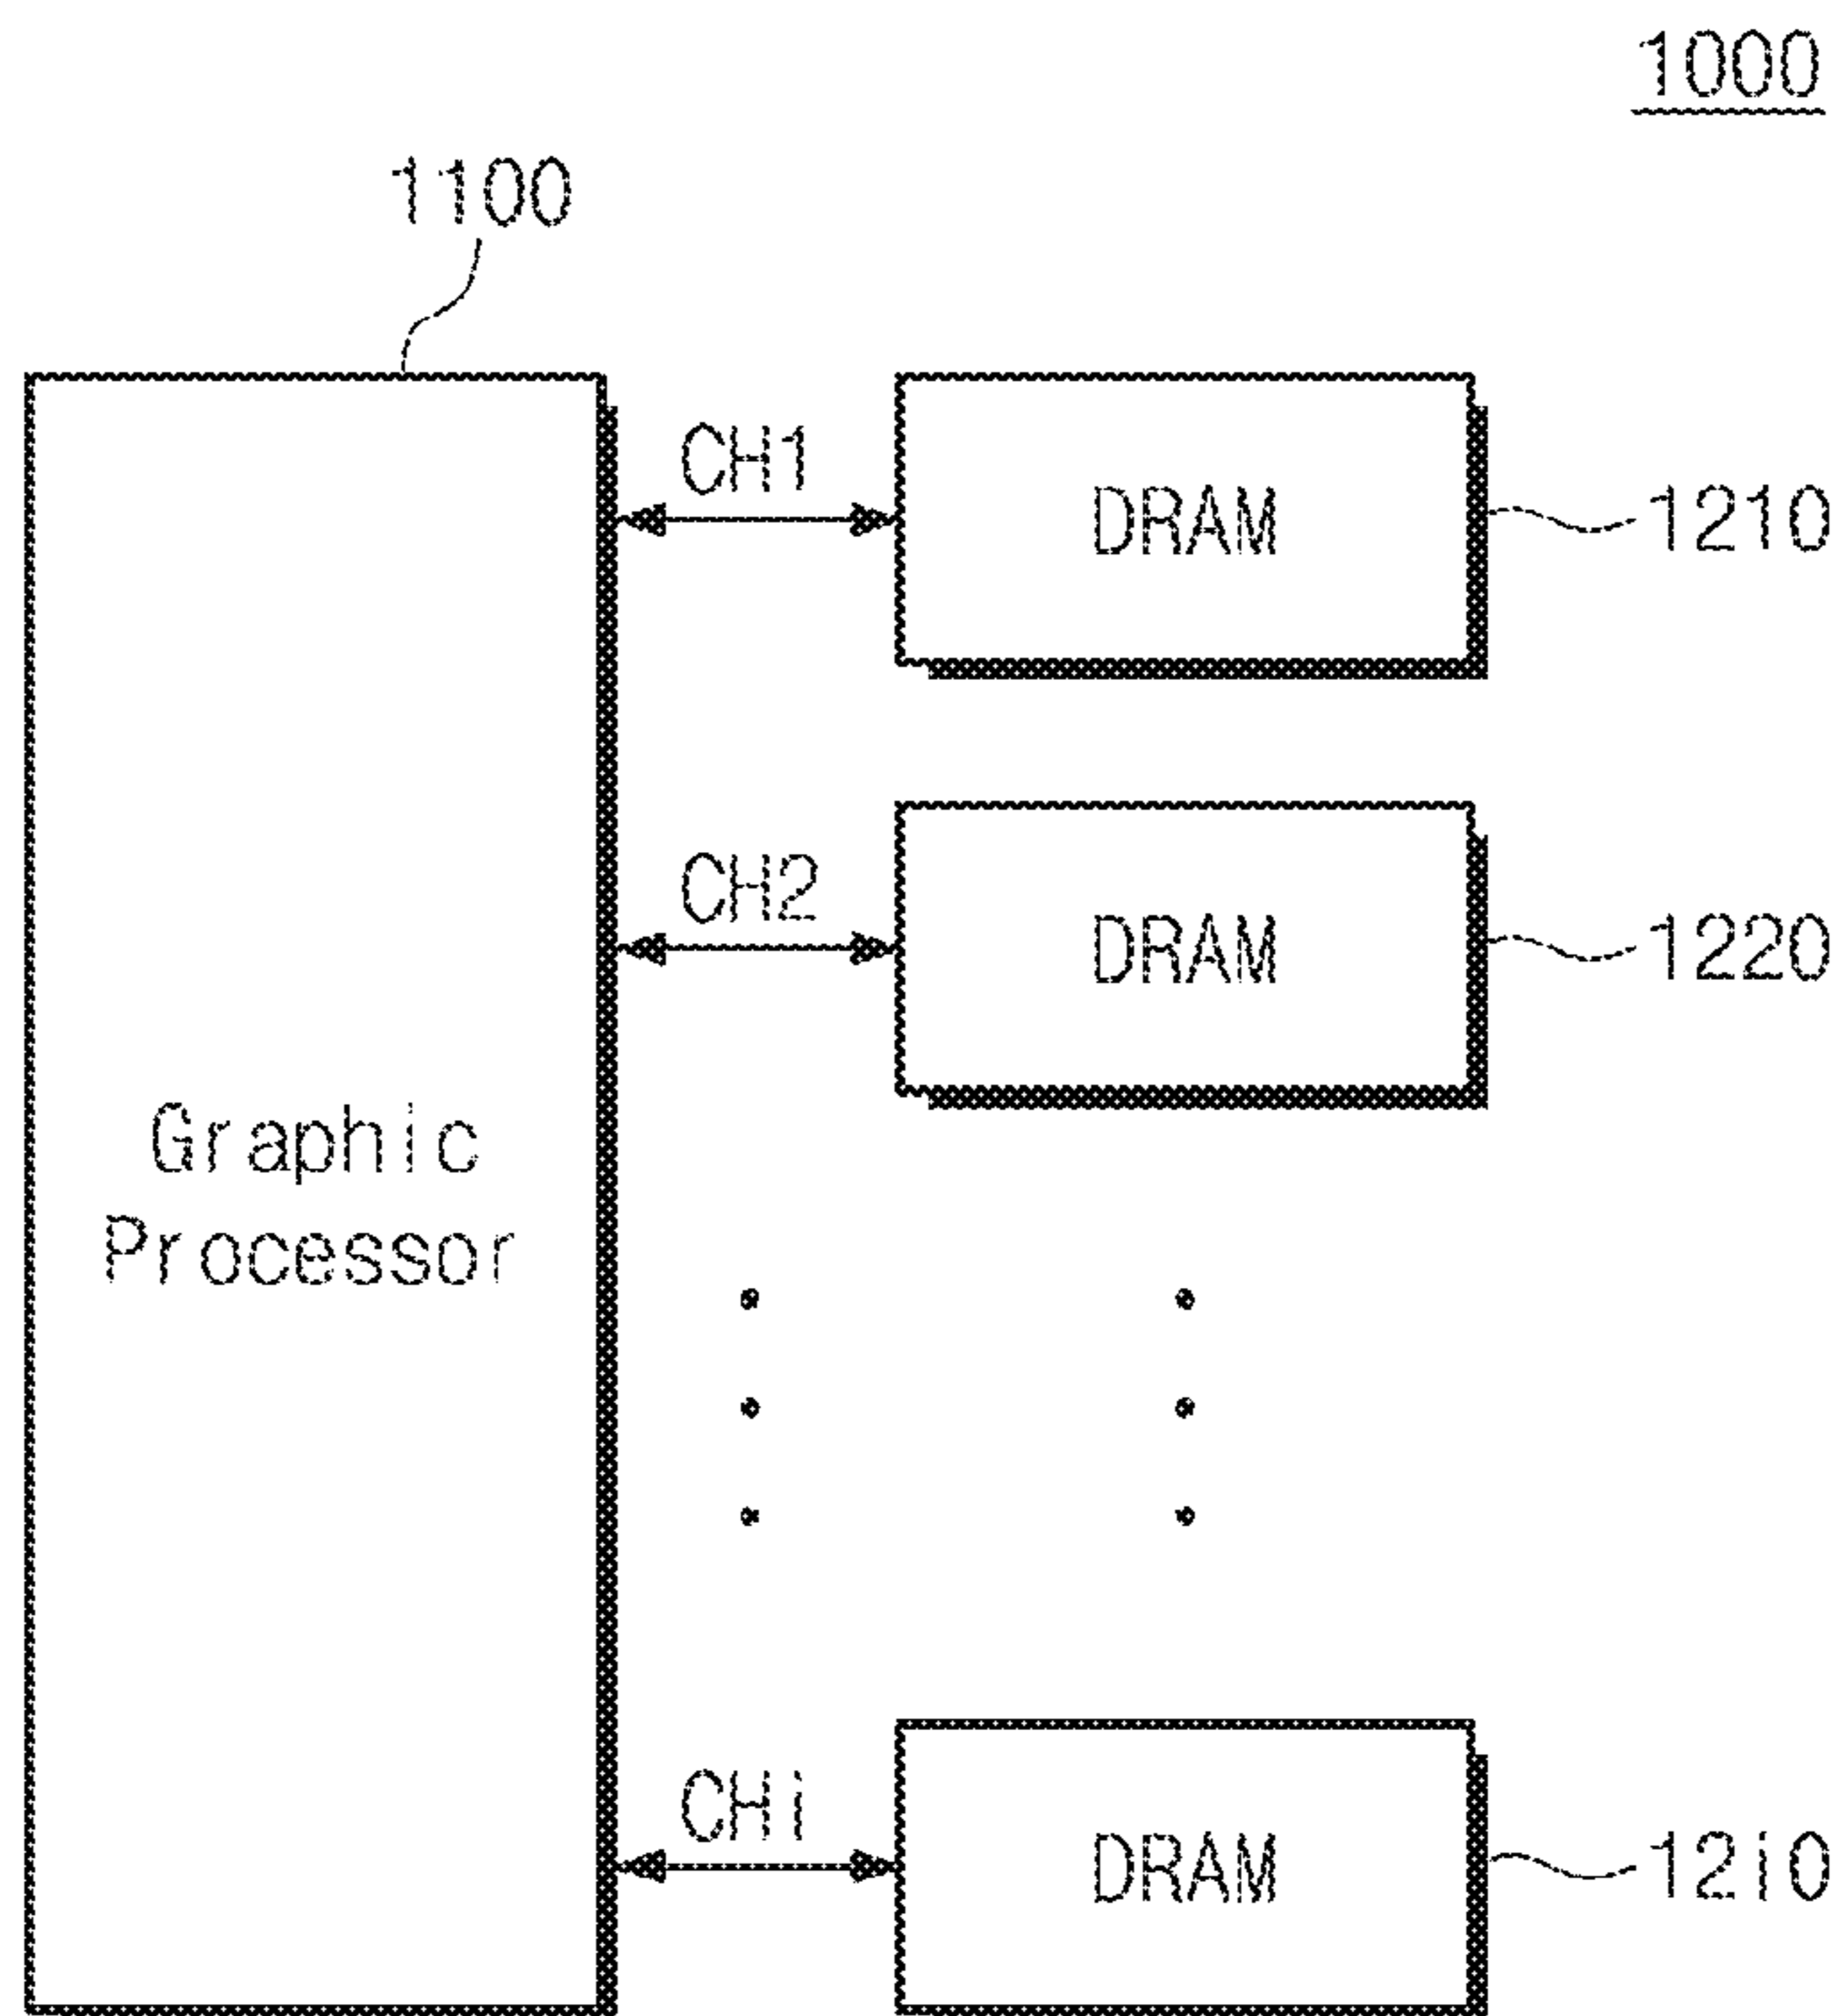 1000
1100
CH1
DRAM
1210
CH2
DRAM
1220
Graphic
Processor
CHi
DRAM
12i0